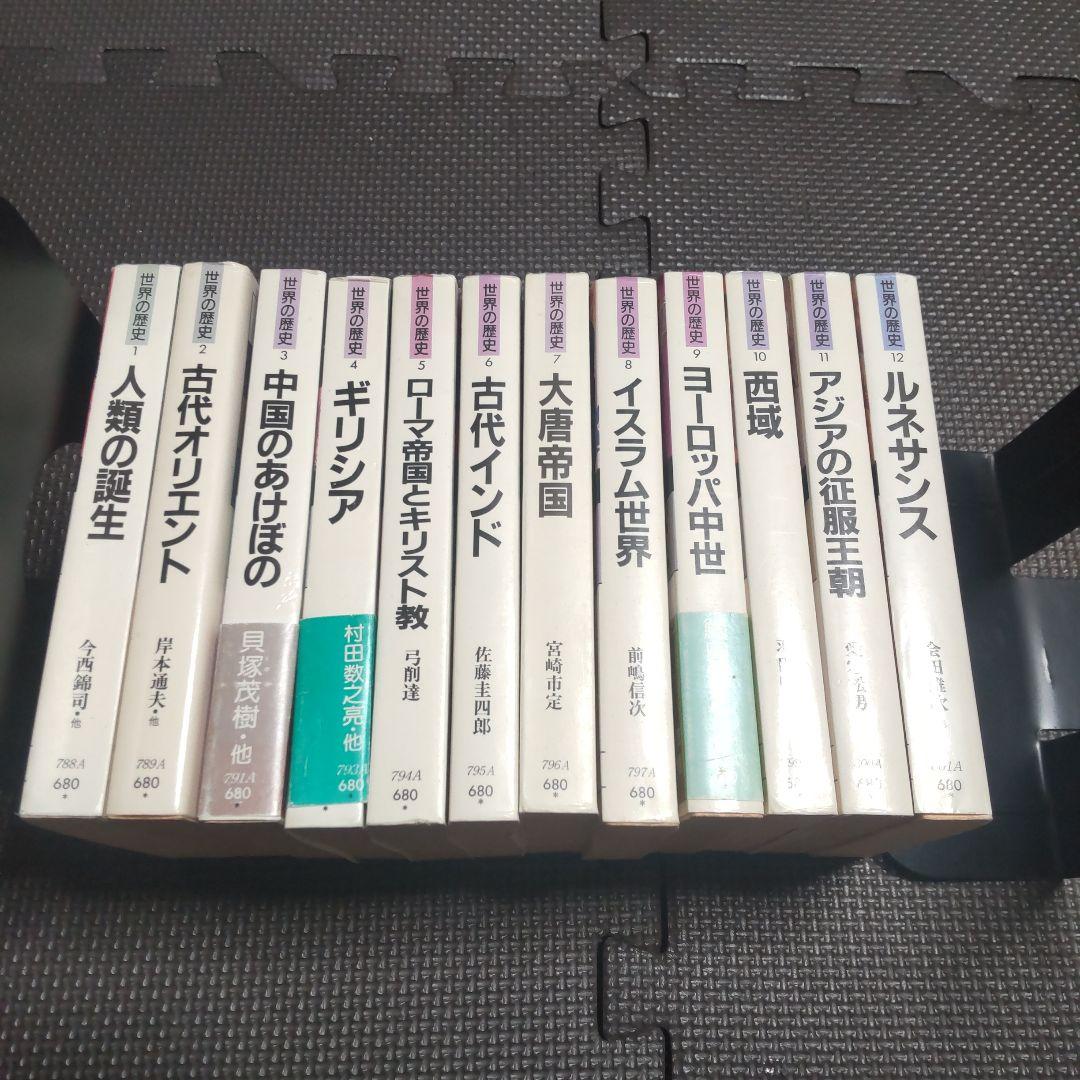 世界の歴史
1
人類の誕生
今西錦司・他
788A
680
*
世界の歴史
2
古代オリエント
岸本通夫・他
789A
680
*
世界の歴史
3
中国のあけぼの
貝塚茂樹・他
791A
680
*
世界の歴史
4
ギリシア
村田数之亮・他
793A
680
*
世界の歴史
5
ローマ帝国とキリスト教
弓削達
794A
680
*
世界の歴史
6
古代インド
佐藤圭四郎
795A
680
*
世界の歴史
7
大唐帝国
宮崎市定
796A
680
*
世界の歴史
8
イスラム世界
前嶋信次
797A
680
*
世界の歴史
9
ヨーロッパ中世
世界の歴史
10
西域
世界の歴史
11
アジアの征服王朝
680
*
世界の歴史
12
ルネサンス
会田雄次
680
*